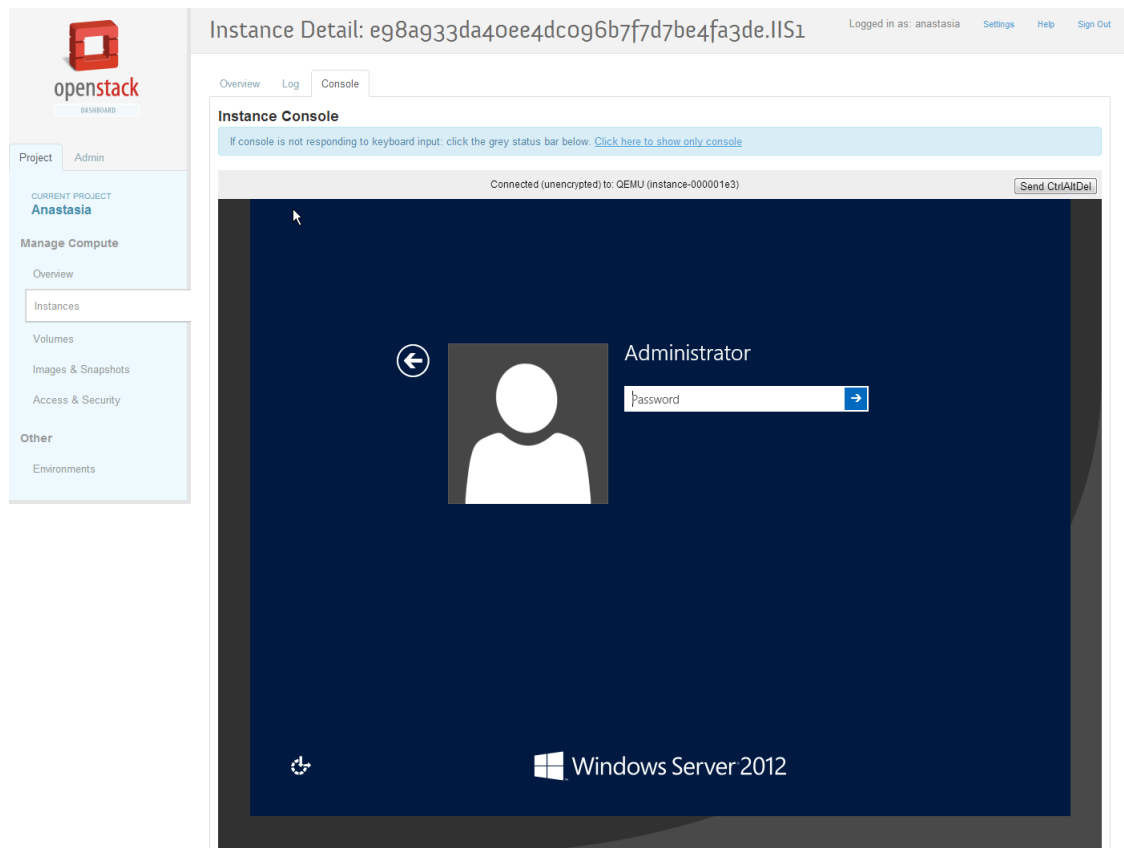 openstack
DASHBOARD
Instance Detail: e98a933da40ee4dc096b7f7d7be4fa3de.IIS1
Logged in as: anastasia
Settings
Help
Sign Out
Project
Admin
CURRENT PROJECT
Anastasia
Manage Compute
Overview
Instances
Volumes
Images & Snapshots
Access & Security
Other
Environments
Overview
Log
Console
Instance Console
If console is not responding to keyboard input: click the grey status bar below. Click here to show only console
Connected (unencrypted) to: QEMU (instance-000001e3)
Send CtrlAltDel
Administrator
Password
Windows Server 2012